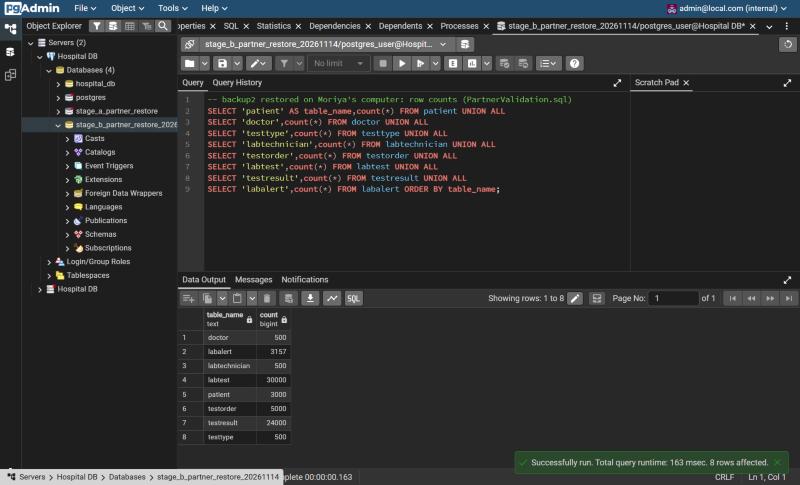 pgAdmin File Object Tools Help admin@local.com (internal)
Object Explorer
Properties SQL Statistics Dependencies Dependents Processes stage_b_partner_restore_20261114/postgres_user@Hospital DB*
Servers (2)
Hospital DB
Databases (4)
hospital_db
postgres
stage_a_partner_restore
stage_b_partner_restore_2026
Casts
Catalogs
Event Triggers
Extensions
Foreign Data Wrappers
Languages
Publications
Schemas
Subscriptions
Login/Group Roles
Tablespaces
Hospital DB
stage_b_partner_restore_20261114/postgres_user@Hospit...
No limit
Query Query History
Scratch Pad
1 -- backup2 restored on Moriya's computer: row counts (PartnerValidation.sql)
2 SELECT 'patient' AS table_name,count(*) FROM patient UNION ALL
3 SELECT 'doctor',count(*) FROM doctor UNION ALL
4 SELECT 'testtype',count(*) FROM testtype UNION ALL
5 SELECT 'labtechnician',count(*) FROM labtechnician UNION ALL
6 SELECT 'testorder',count(*) FROM testorder UNION ALL
7 SELECT 'labtest',count(*) FROM labtest UNION ALL
8 SELECT 'testresult',count(*) FROM testresult UNION ALL
9 SELECT 'labalert',count(*) FROM labalert ORDER BY table_name;
Data Output Messages Notifications
SQL Showing rows: 1 to 8 Page No: 1 of 1
table_name count
text bigint
1 doctor 500
2 labalert 3157
3 labtechnician 500
4 labtest 30000
5 patient 3000
6 testorder 5000
7 testresult 24000
8 testtype 500
Successfully run. Total query runtime: 163 msec. 8 rows affected.
Servers > Hospital DB > Databases > stage_b_partner_restore_20261114 plete 00:00:00.163 CRLF Ln 1, Col 1